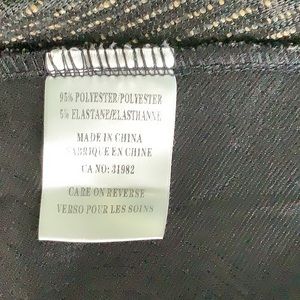 95% POLYESTER/POLYESTER
5% ELASTANE/ELASTHANNE
MADE IN CHINA
FABRIQUE EN CHINE
CA NO: 31982
CARE ON REVERSE
VERSO POUR LES SOINS